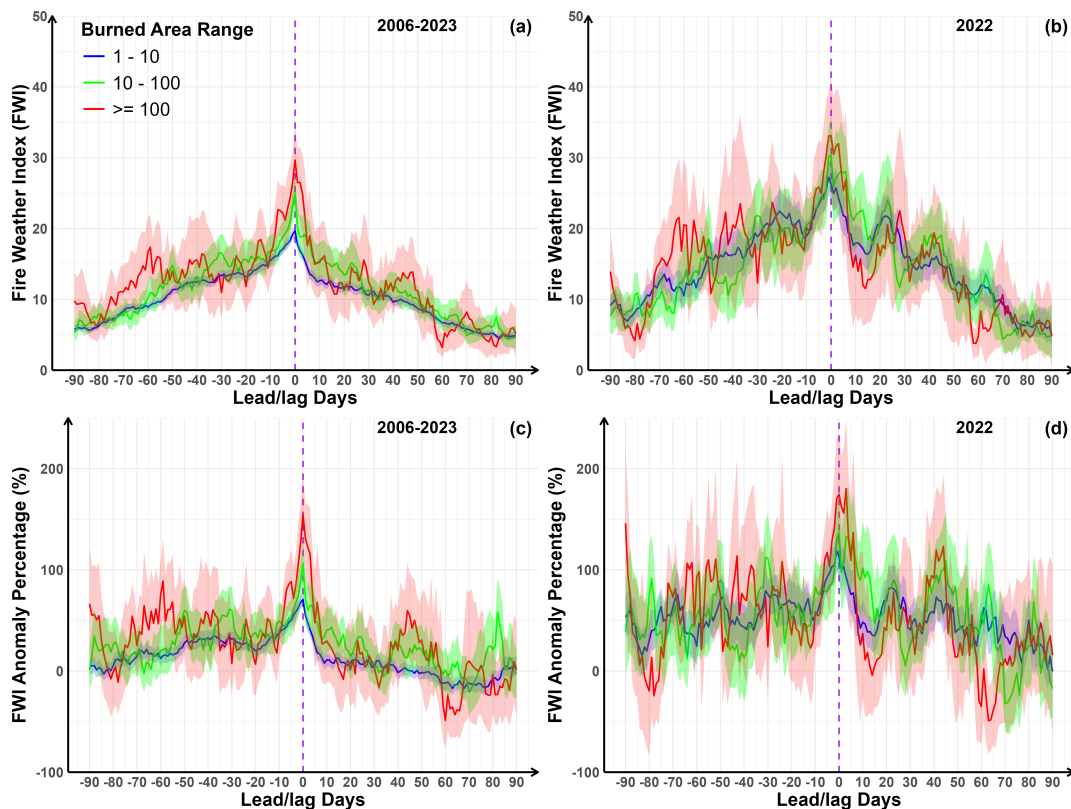 2006-2023 (a)
Burned Area Range
1 - 10
10 - 100
>= 100
Fire Weather Index (FWI)
50
40
30
20
10
0
-90 -80 -70 -60 -50 -40 -30 -20 -10 0 10 20 30 40 50 60 70 80 90
Lead/lag Days
2022 (b)
Fire Weather Index (FWI)
50
40
30
20
10
0
-90 -80 -70 -60 -50 -40 -30 -20 -10 0 10 20 30 40 50 60 70 80 90
Lead/lag Days
2006-2023 (c)
FWI Anomaly Percentage (%)
200
100
0
-100
-90 -80 -70 -60 -50 -40 -30 -20 -10 0 10 20 30 40 50 60 70 80 90
Lead/lag Days
2022 (d)
FWI Anomaly Percentage (%)
200
100
0
-100
-90 -80 -70 -60 -50 -40 -30 -20 -10 0 10 20 30 40 50 60 70 80 90
Lead/lag Days